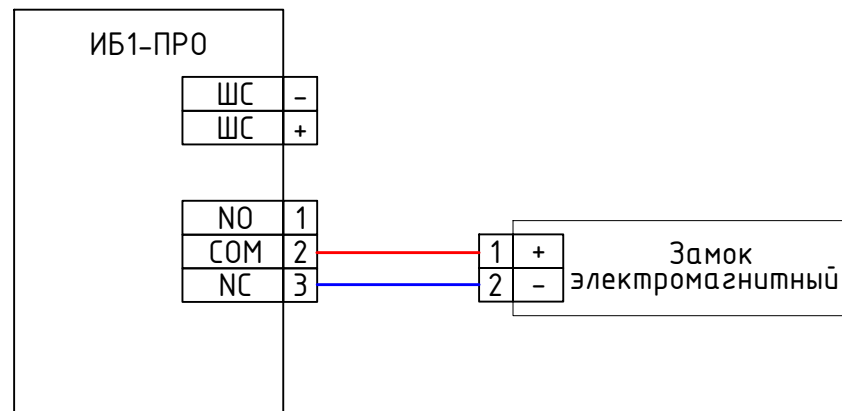 ИБ1-ПРО
ШС -
ШС +
NO 1
COM 2
NC 3
1 +
2 -
Замок
электромагнитный